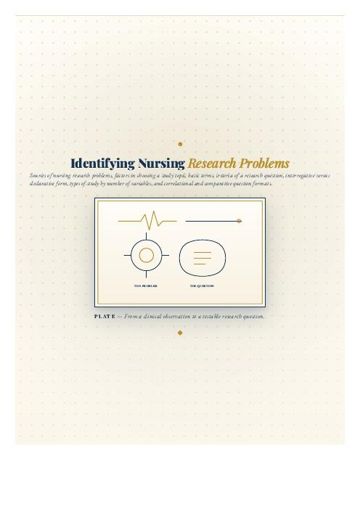 Identifying Nursing Research Problems
Sources of nursing research problems, factors in choosing a study topic, basic terms, criteria of a research question, interrogative versus
declarative form, types of study by number of variables, and correlational and comparative question formats.
THE PROBLEM THE QUESTION
PLATE — From a clinical observation to a testable research question.